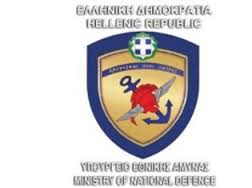 ΕΛΛΗΝΙΚΗ ΔΗΜΟΚΡΑΤΙΑ
HELLENIC REPUBLIC
ΥΠΟΥΡΓΕΙΟ ΕΘΝΙΚΗΣ ΑΜΥΝΑΣ
MINISTRY OF NATIONAL DEFENCE